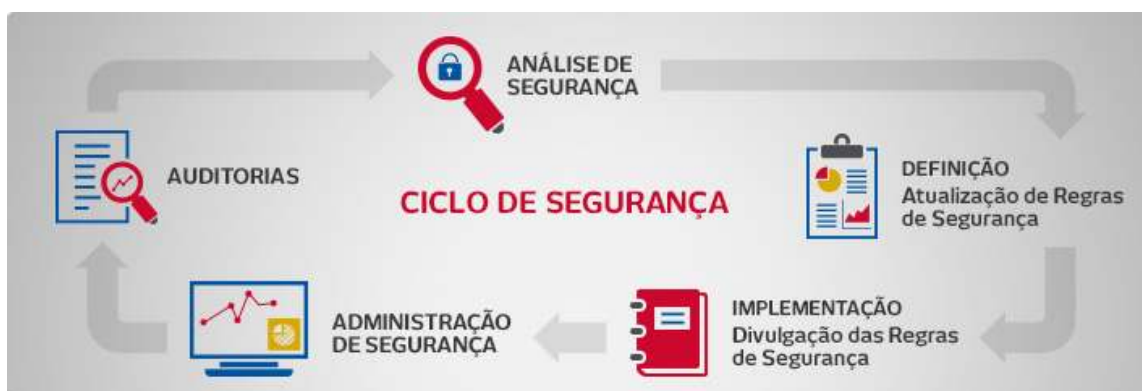 ANÁLISE DE
SEGURANÇA
AUDITORIAS
DEFINIÇÃO
Atualização de Regras
de Segurança
CICLO DE SEGURANÇA
ADMINISTRAÇÃO
DE SEGURANÇA
IMPLEMENTAÇÃO
Divulgação das Regras
de Segurança